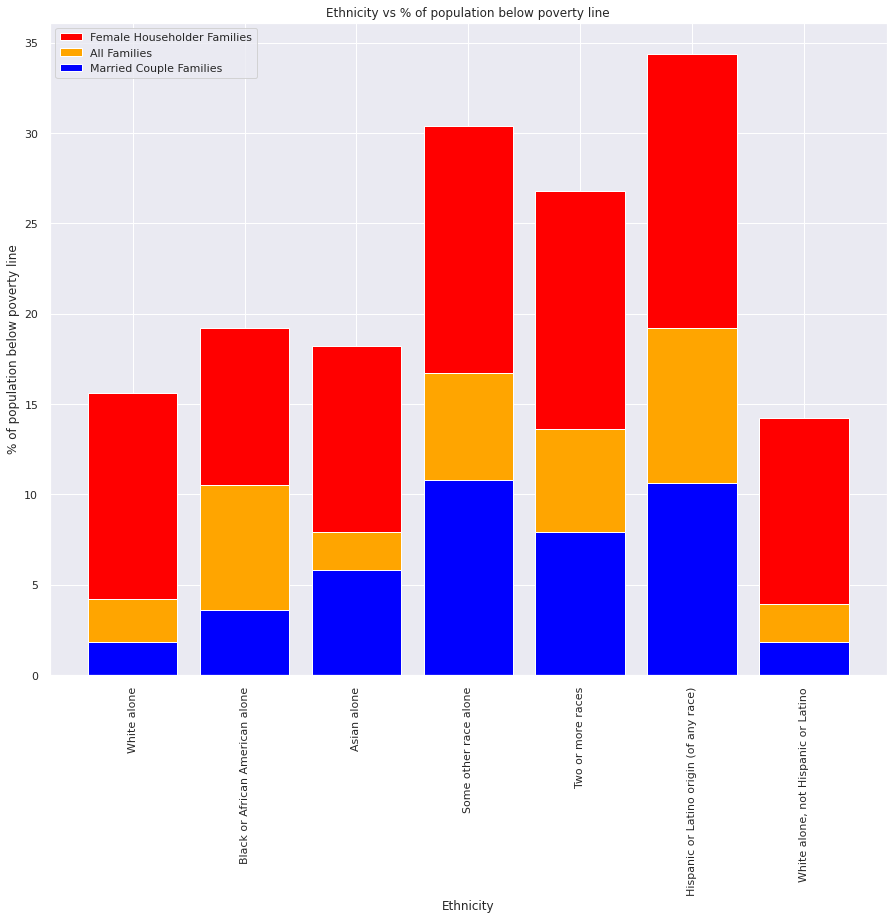 Ethnicity vs % of population below poverty line
Female Householder Families
All Families
Married Couple Families
% of population below poverty line
35
30
25
20
15
10
5
0
White alone
Black or African American alone
Asian alone
Some other race alone
Two or more races
Hispanic or Latino origin (of any race)
White alone, not Hispanic or Latino
Ethnicity